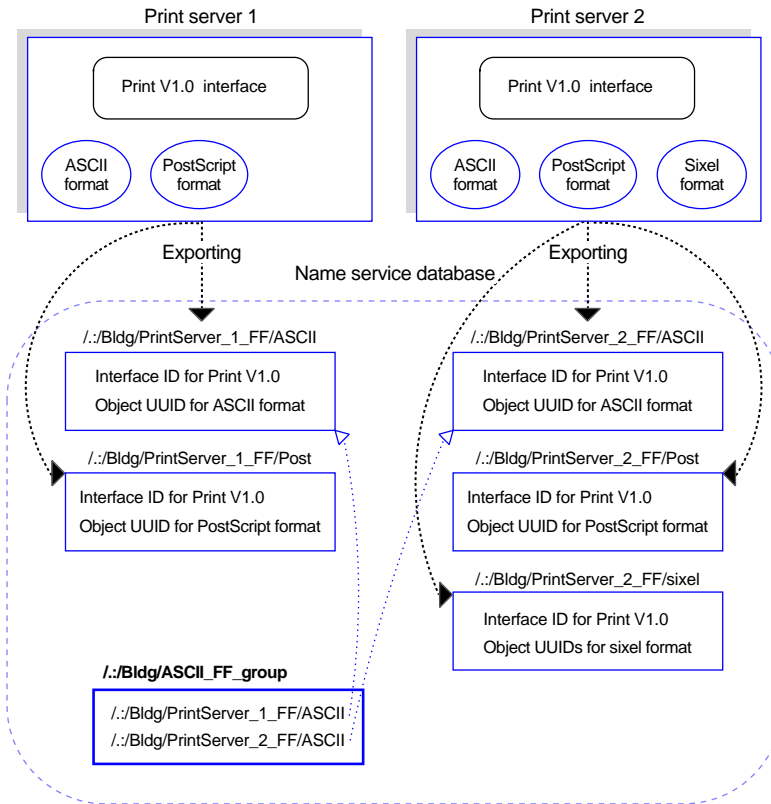 Print server 1
Print V1.0 interface
ASCII
format
PostScript
format
Exporting
Print server 2
Print V1.0 interface
ASCII
format
PostScript
format
Sixel
format
Exporting
Name service database
/.:/Bldg/PrintServer_1_FF/ASCII
Interface ID for Print V1.0
Object UUID for ASCII format
/.:/Bldg/PrintServer_1_FF/Post
Interface ID for Print V1.0
Object UUID for PostScript format
/.:/Bldg/PrintServer_2_FF/ASCII
Interface ID for Print V1.0
Object UUID for ASCII format
/.:/Bldg/PrintServer_2_FF/Post
Interface ID for Print V1.0
Object UUID for PostScript format
/.:/Bldg/PrintServer_2_FF/sixel
Interface ID for Print V1.0
Object UUIDs for sixel format
/.:/Bldg/ASCII_FF_group
/.:/Bldg/PrintServer_1_FF/ASCII
/.:/Bldg/PrintServer_2_FF/ASCII